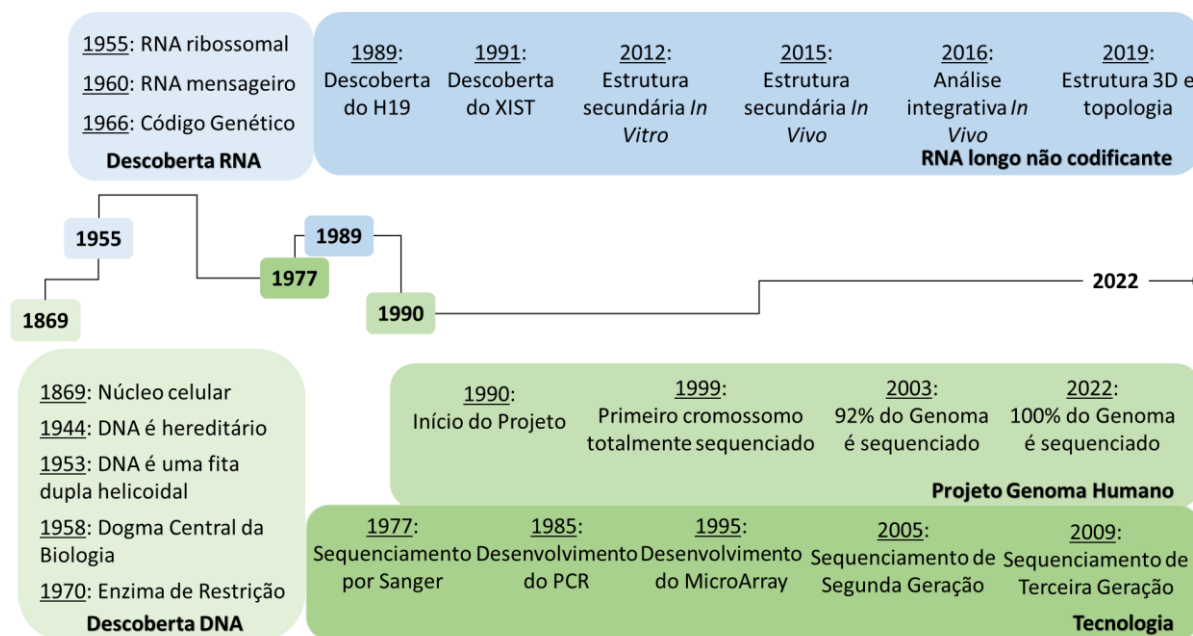 1955: RNA ribossomal
1960: RNA mensageiro
1966: Código Genético
Descoberta RNA
1989:
Descoberta
do H19
1991:
Descoberta
do XIST
2012:
Estrutura
secundária In
Vitro
2015:
Estrutura
secundária In
Vivo
2016:
Análise
integrativa In
Vivo
2019:
Estrutura 3D e
topologia
RNA longo não codificante
1955
1989
1977
2022
1869
1990
1869: Núcleo celular
1944: DNA é hereditário
1953: DNA é uma fita
dupla helicoidal
1958: Dogma Central da
Biologia
1970: Enzima de Restrição
Descoberta DNA
1990:
Início do Projeto
1999:
Primeiro cromossomo
totalmente sequenciado
2003:
92% do Genoma
é sequenciado
2022:
100% do Genoma
é sequenciado
Projeto Genoma Humano
1977:
Sequenciamento
por Sanger
1985:
Desenvolvimento
do PCR
1995:
Desenvolvimento
do MicroArray
2005:
Sequenciamento de
Segunda Geração
2009:
Sequenciamento de
Terceira Geração
Tecnologia